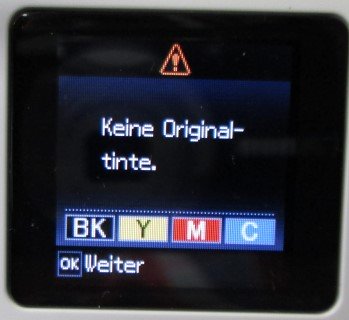 Keine Original-
tinte.
BK Y M C
OK Weiter